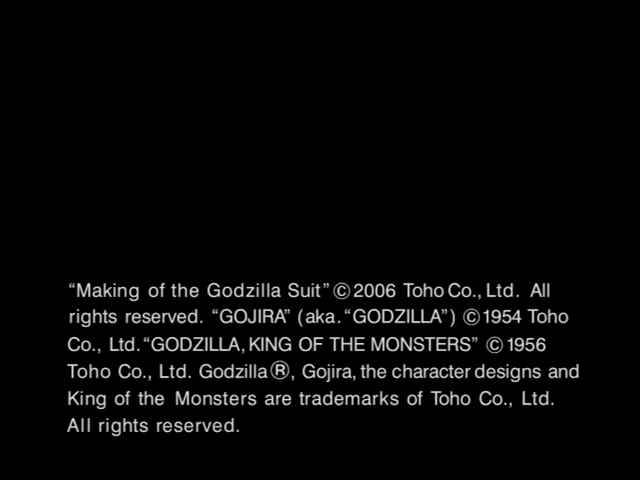 “Making of the Godzilla Suit” ©2006 Toho Co., Ltd. All
rights reserved. “GOJIRA” (aka. “GODZILLA”) ©1954 Toho
Co., Ltd. “GODZILLA, KING OF THE MONSTERS” ©1956
Toho Co., Ltd. Godzilla®, Gojira, the character designs and
King of the Monsters are trademarks of Toho Co., Ltd.
All rights reserved.